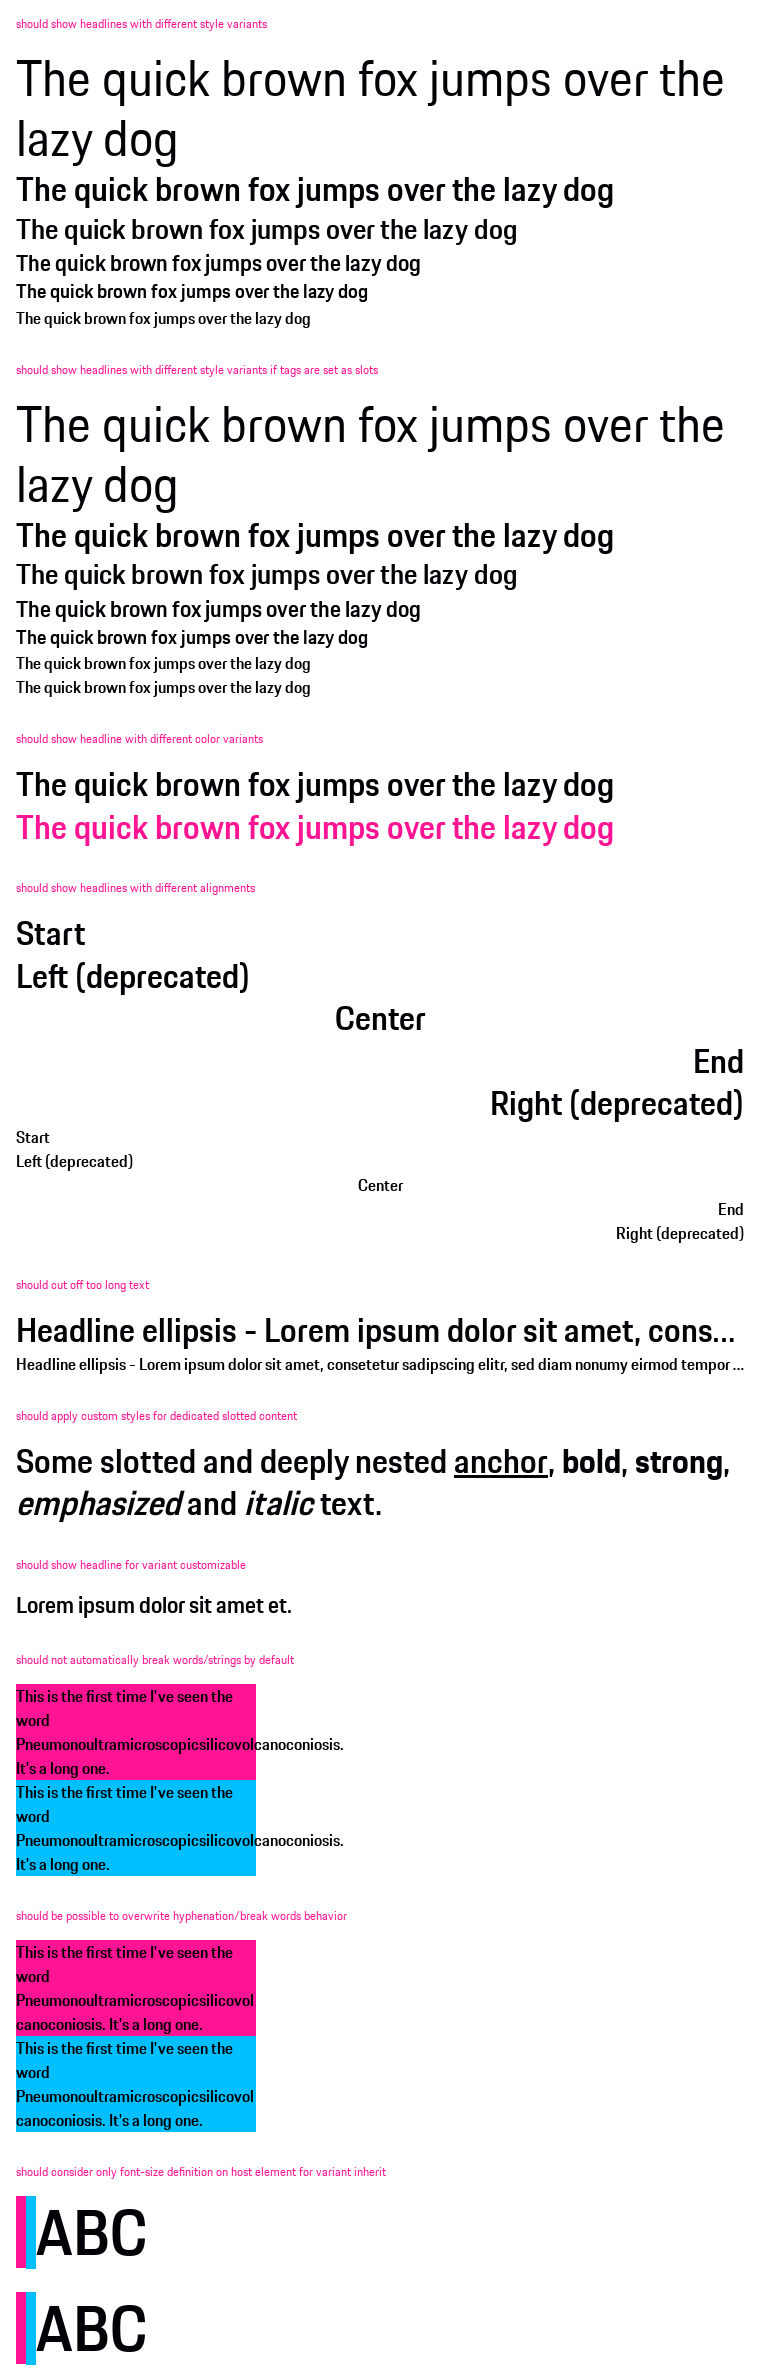 should show headlines with different style variants
The quick brown fox jumps over the
lazy dog
The quick brown fox jumps over the lazy dog
The quick brown fox jumps over the lazy dog
The quick brown fox jumps over the lazy dog
The quick brown fox jumps over the lazy dog
The quick brown fox jumps over the lazy dog
should show headlines with different style variants if tags are set as slots
The quick brown fox jumps over the
lazy dog
The quick brown fox jumps over the lazy dog
The quick brown fox jumps over the lazy dog
The quick brown fox jumps over the lazy dog
The quick brown fox jumps over the lazy dog
The quick brown fox jumps over the lazy dog
The quick brown fox jumps over the lazy dog
should show headline with different color variants
The quick brown fox jumps over the lazy dog
The quick brown fox jumps over the lazy dog
should show headlines with different alignments
Start
Left (deprecated)
Center
End
Right (deprecated)
Start
Left (deprecated)
Center
End
Right (deprecated)
should cut off too long text
Headline ellipsis - Lorem ipsum dolor sit amet, cons...
Headline ellipsis - Lorem ipsum dolor sit amet, consetetur sadipscing elitr, sed diam nonumy eirmod tempor ...
should apply custom styles for dedicated slotted content
Some slotted and deeply nested anchor, bold, strong,
emphasized and italic text.
should show headline for variant customizable
Lorem ipsum dolor sit amet et.
should not automatically break words/strings by default
This is the first time I've seen the
word
Pneumonoultramicroscopicsilicovolcanoconiosis.
It's a long one.
This is the first time I've seen the
word
Pneumonoultramicroscopicsilicovolcanoconiosis.
It's a long one.
should be possible to overwrite hyphenation/break words behavior
This is the first time I've seen the
word
Pneumonoultramicroscopicsilicovol
canoconiosis. It's a long one.
This is the first time I've seen the
word
Pneumonoultramicroscopicsilicovol
canoconiosis. It's a long one.
should consider only font-size definition on host element for variant inherit
ABC
ABC